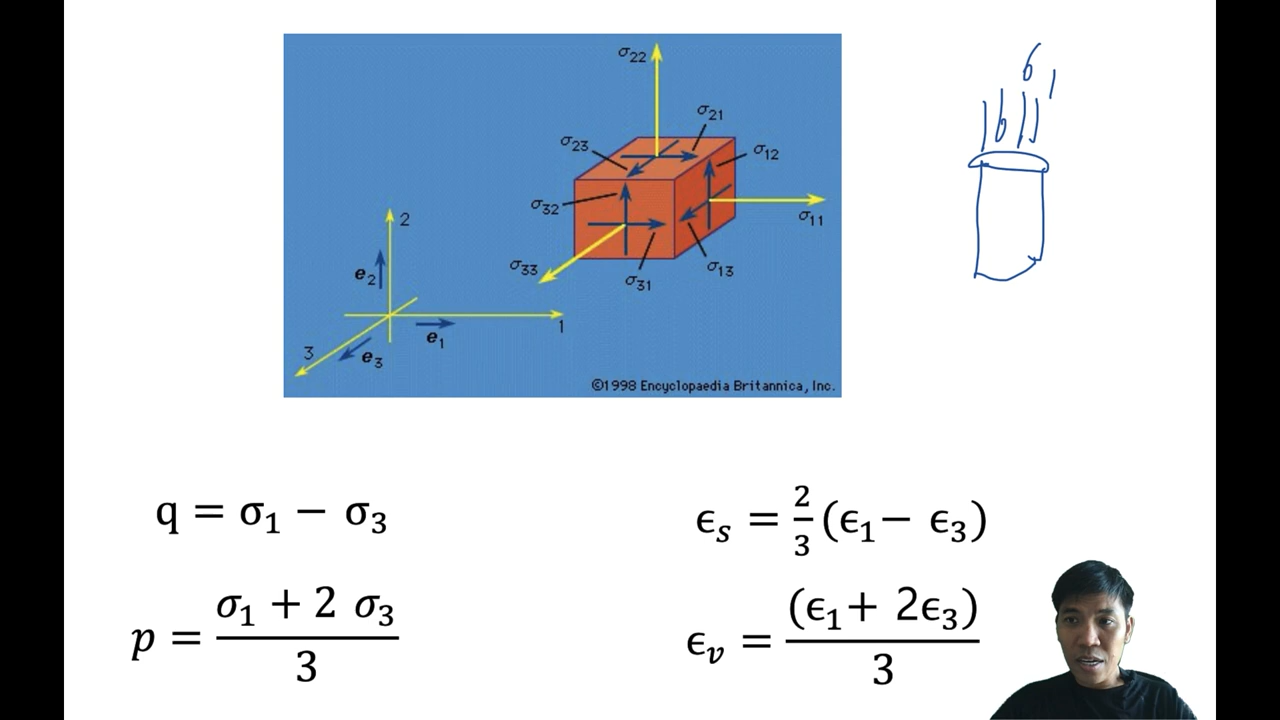 σ₂₂
σ₂₁
σ₂₃
σ₁₂
σ₃₂
σ₁₁
σ₃₃
σ₃₁
σ₁₃
2
e₂
1
e₁
3
e₃
©1998 Encyclopaedia Britannica, Inc.
q = σ₁ − σ₃
p = (σ₁ + 2 σ₃)/3
ϵₛ = 2/3 (ϵ₁ − ϵ₃)
ϵᵥ = (ϵ₁ + 2ϵ₃)/3